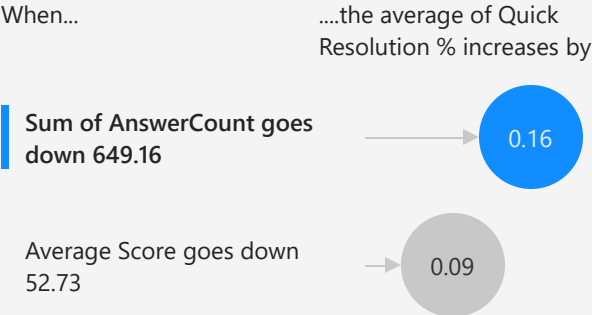 When...
....the average of Quick
Resolution % increases by
Sum of AnswerCount goes
down 649.16
0.16
Average Score goes down
52.73
0.09